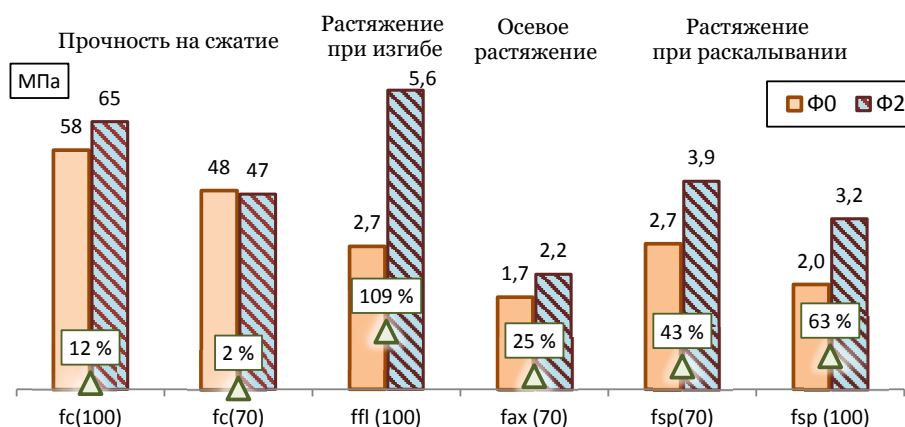 Прочность на сжатие
Растяжение
при изгибе
Осевое
растяжение
Растяжение
при раскалывании
МПа
Ф0 Ф2
58 65
48 47
2,7 5,6
1,7 2,2
2,7 3,9
2,0 3,2
12 % 2 % 109 % 25 % 43 % 63 %
fc(100) fc(70) ffl (100) fax (70) fsp(70) fsp (100)